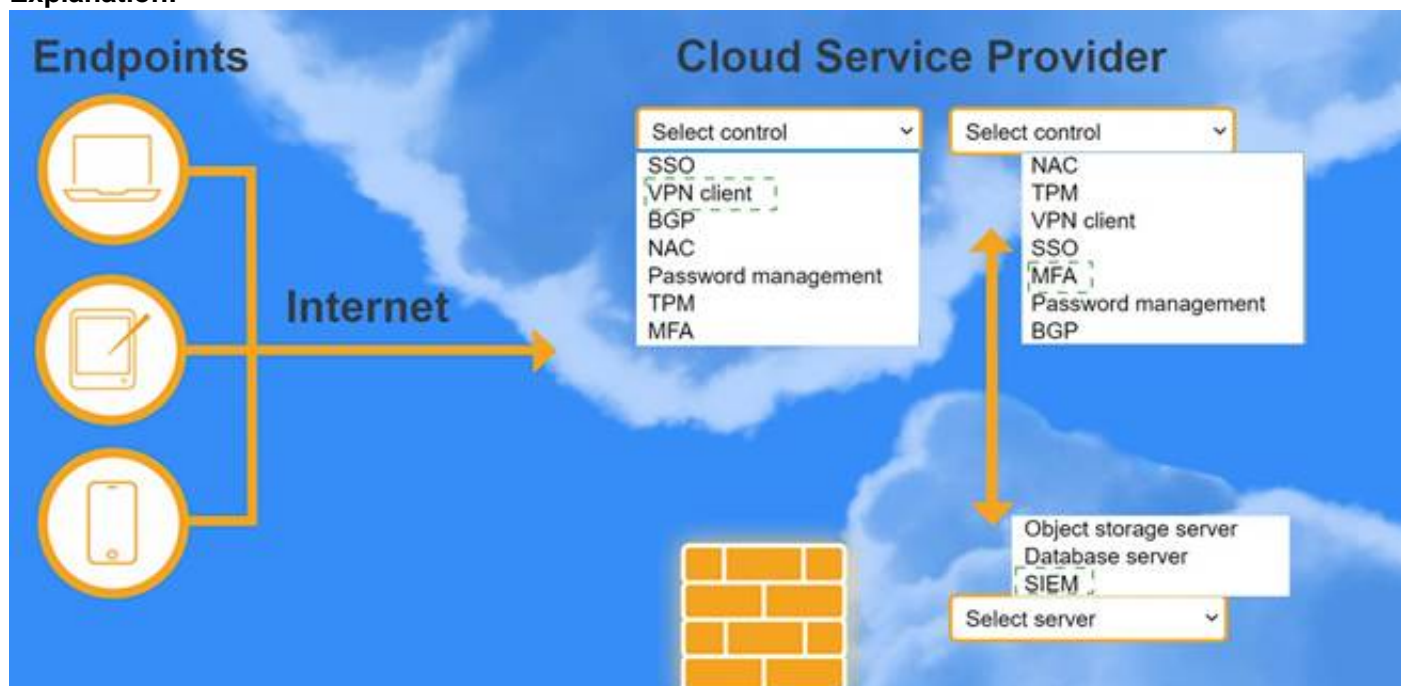 Explanation:
Endpoints
Cloud Service Provider
Select control
SSO
VPN client
BGP
NAC
Password management
TPM
MFA
Select control
NAC
TPM
VPN client
SSO
MFA
Password management
BGP
Internet
Object storage server
Database server
SIEM
Select server